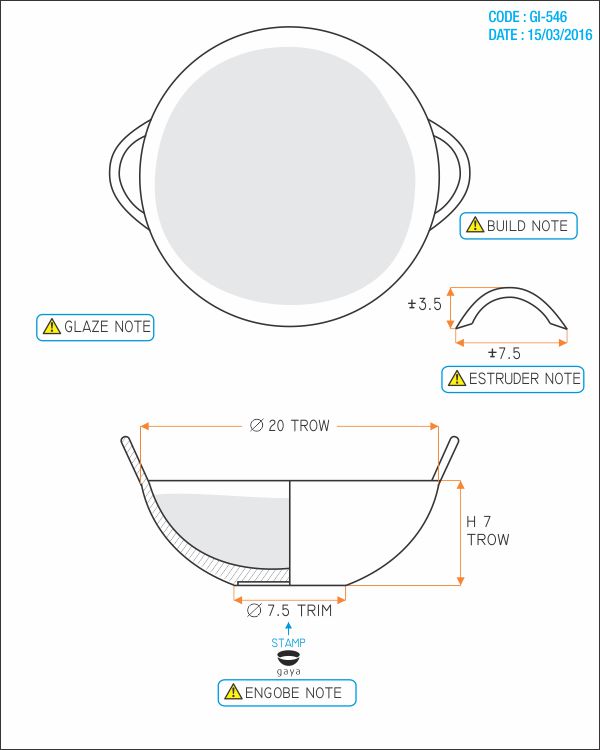 CODE : GI-546
DATE : 15/03/2016
BUILD NOTE
±3.5
±7.5
GLAZE NOTE
ESTRUDER NOTE
Ø 20 TROW
H 7
TROW
Ø 7.5 TRIM
STAMP
gaya
ENGOBE NOTE